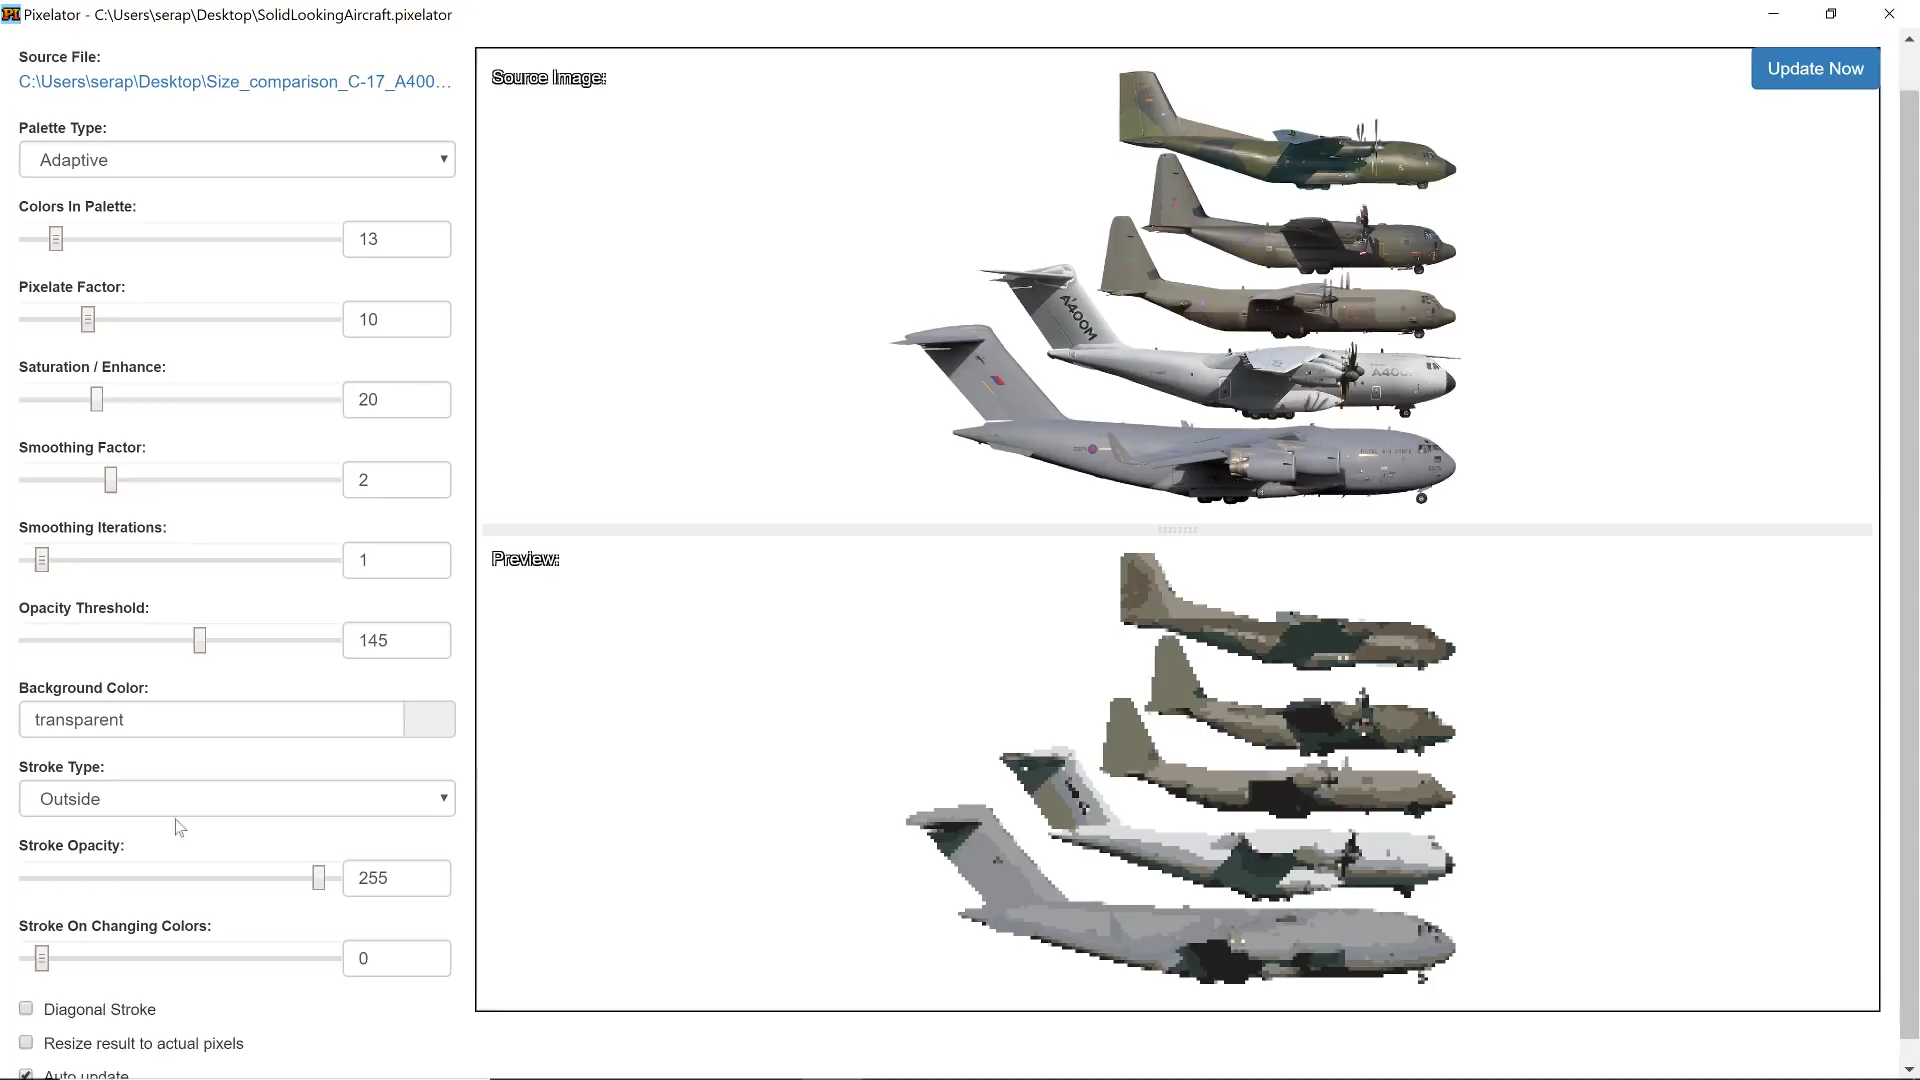 Pixelator - C:\Users\serap\Desktop\SolidLookingAircraft.pixelator
Source File:
C:\Users\serap\Desktop\Size_comparison_C-17_A400...
Palette Type:
Adaptive
Colors In Palette:
13
Pixelate Factor:
10
Saturation / Enhance:
20
Smoothing Factor:
2
Smoothing Iterations:
1
Opacity Threshold:
145
Background Color:
transparent
Stroke Type:
Outside
Stroke Opacity:
255
Stroke On Changing Colors:
0
Diagonal Stroke
Resize result to actual pixels
Auto update
Source Image:
Update Now
A400M
A400M
Preview: